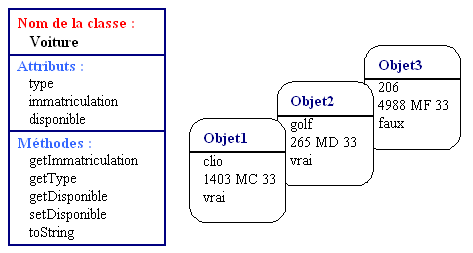 Nom de la classe :
Voiture
Attributs :
type
immatriculation
disponible
Méthodes :
getImmatriculation
getType
getDisponible
setDisponible
toString
Objet1
clio
1403 MC 33
vrai
Objet2
golf
265 MD 33
vrai
Objet3
206
4988 MF 33
faux